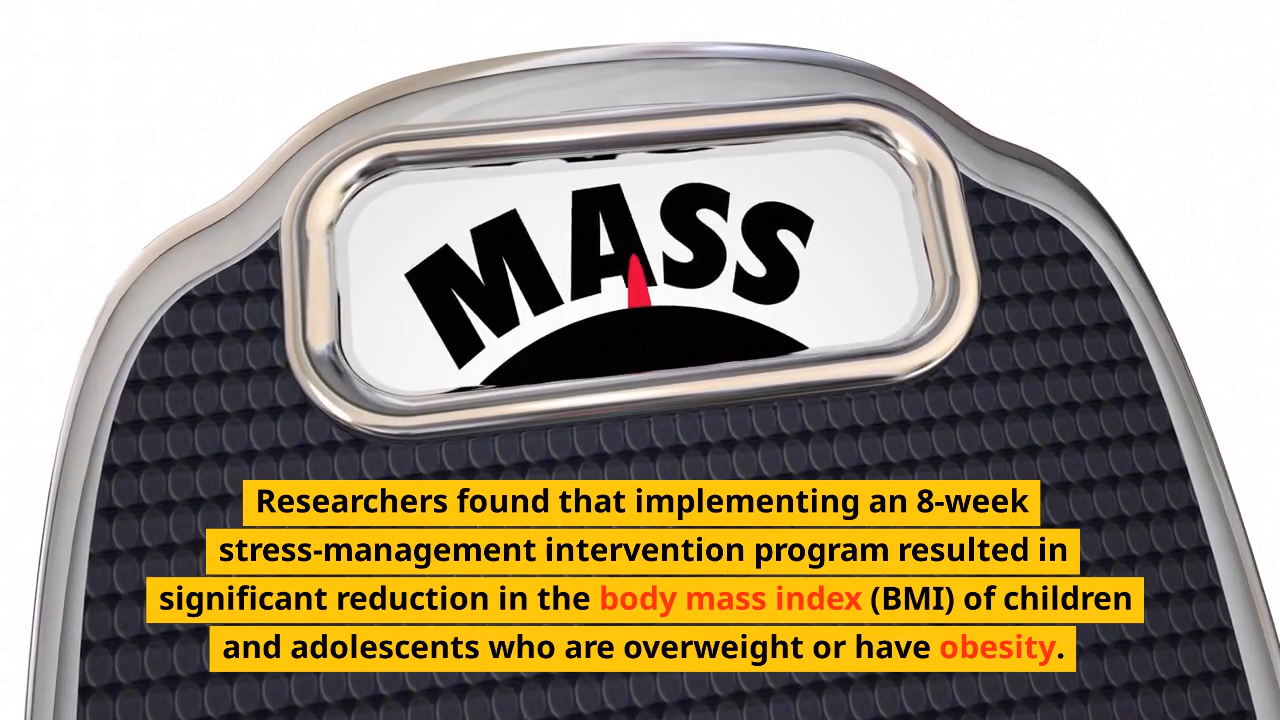 MASS
Researchers found that implementing an 8-week
stress-management intervention program resulted in
significant reduction in the body mass index (BMI) of children
and adolescents who are overweight or have obesity.